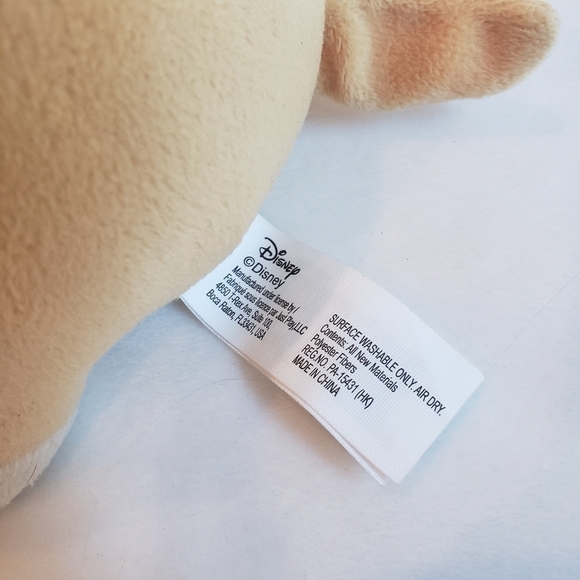 Disney
©Disney
Manufactured under license by /
Fabriqué sous licence par Just Play,LLC
4850 T-Rex Ave, Suite 100,
Boca Raton, FL33431,USA
SURFACE WASHABLE ONLY. AIR DRY.
Contents: All New Materials
Polyester Fibers
REG.NO. PA-15431 (HK)
MADE IN CHINA